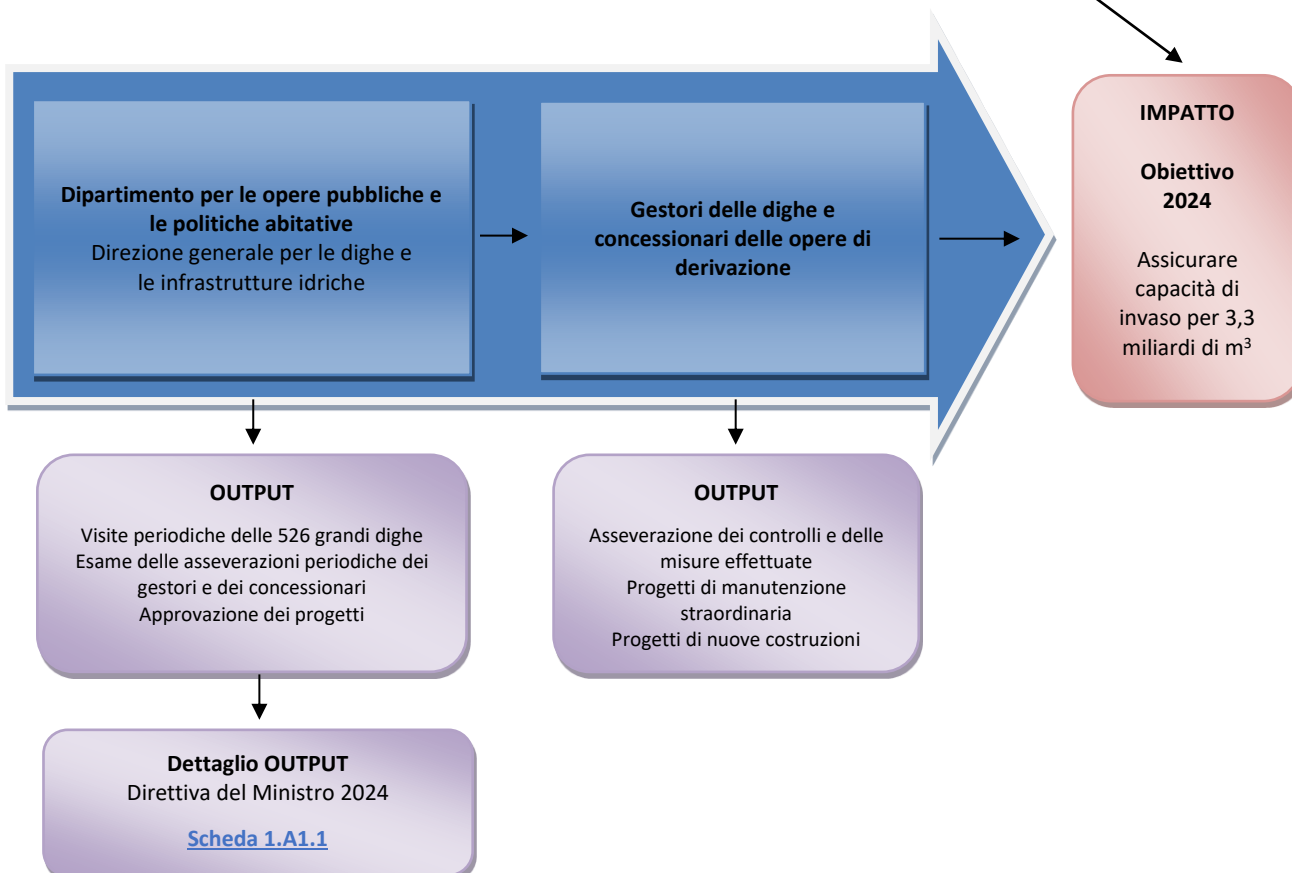 Dipartimento per le opere pubbliche e
le politiche abitative
Direzione generale per le dighe e
le infrastrutture idriche
Gestori delle dighe e
concessionari delle opere di
derivazione
IMPATTO
Obiettivo
2024
Assicurare
capacità di
invaso per 3,3
miliardi di m³
OUTPUT
Visite periodiche delle 526 grandi dighe
Esame delle asseverazioni periodiche dei
gestori e dei concessionari
Approvazione dei progetti
OUTPUT
Asseverazione dei controlli e delle
misure effettuate
Progetti di manutenzione
straordinaria
Progetti di nuove costruzioni
Dettaglio OUTPUT
Direttiva del Ministro 2024
Scheda 1.A1.1